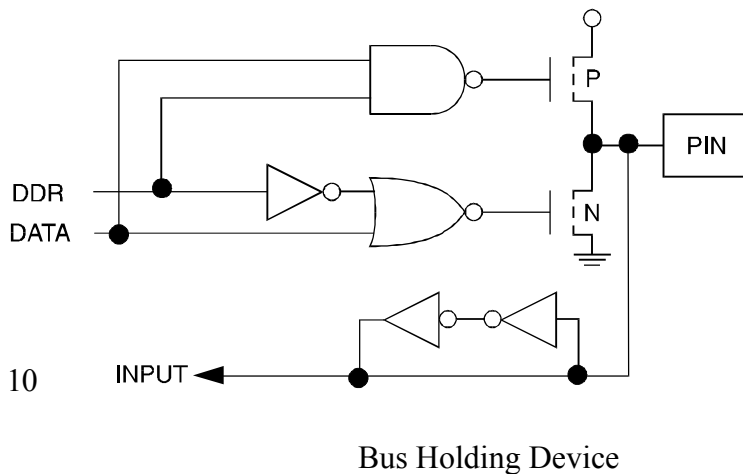 P
PIN
DDR
N
DATA
10 INPUT
Bus Holding Device